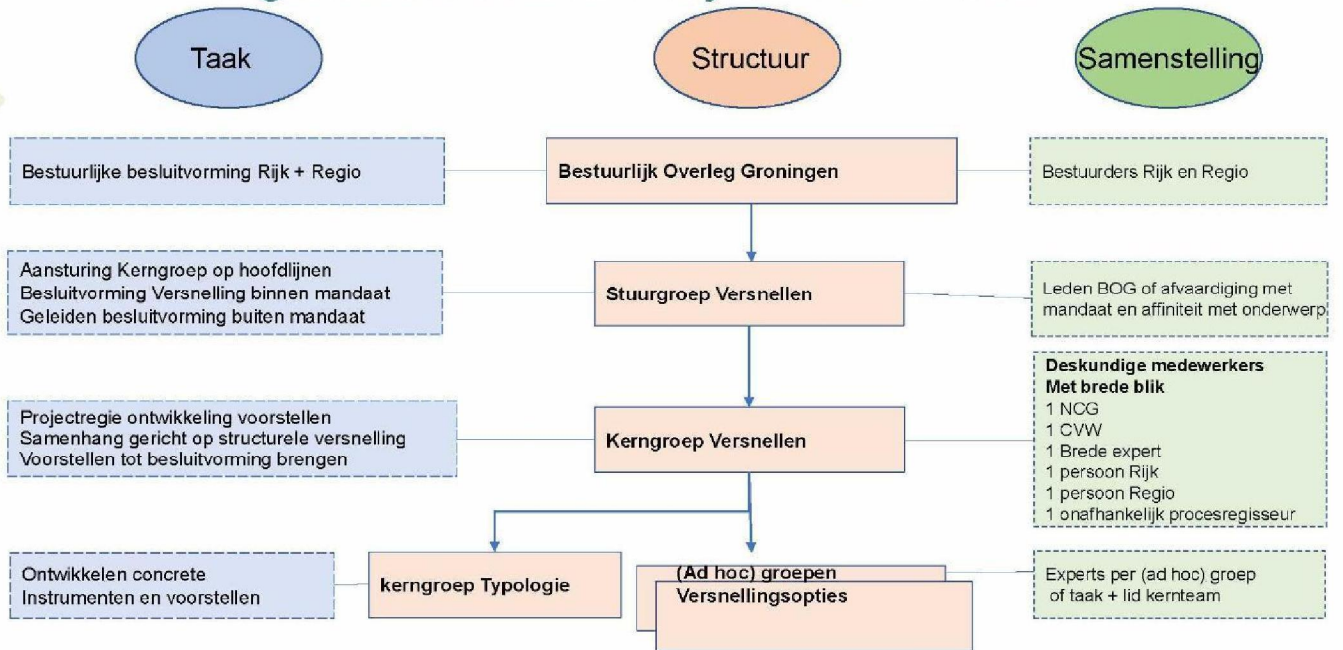 Taak
Structuur
Samenstelling
Bestuurlijke besluitvorming Rijk + Regio
Bestuurlijk Overleg Groningen
Bestuurders Rijk en Regio
Aansturing Kerngroep op hoofdlijnen
Besluitvorming Versnelling binnen mandaat
Geleiden besluitvorming buiten mandaat
Stuurgroep Versnellen
Leden BOG of afvaardiging met
mandaat en affiniteit met onderwerp
Projectregie ontwikkeling voorstellen
Samenhang gericht op structurele versnelling
Voorstellen tot besluitvorming brengen
Kerngroep Versnellen
Deskundige medewerkers
Met brede blik
1 NCG
1 CVW
1 Brede expert
1 persoon Rijk
1 persoon Regio
1 onafhankelijk procesregisseur
Ontwikkelen concrete
Instrumenten en voorstellen
kerngroep Typologie
(Ad hoc) groepen
Versnellingsopties
Experts per (ad hoc) groep
of taak + lid kernteam